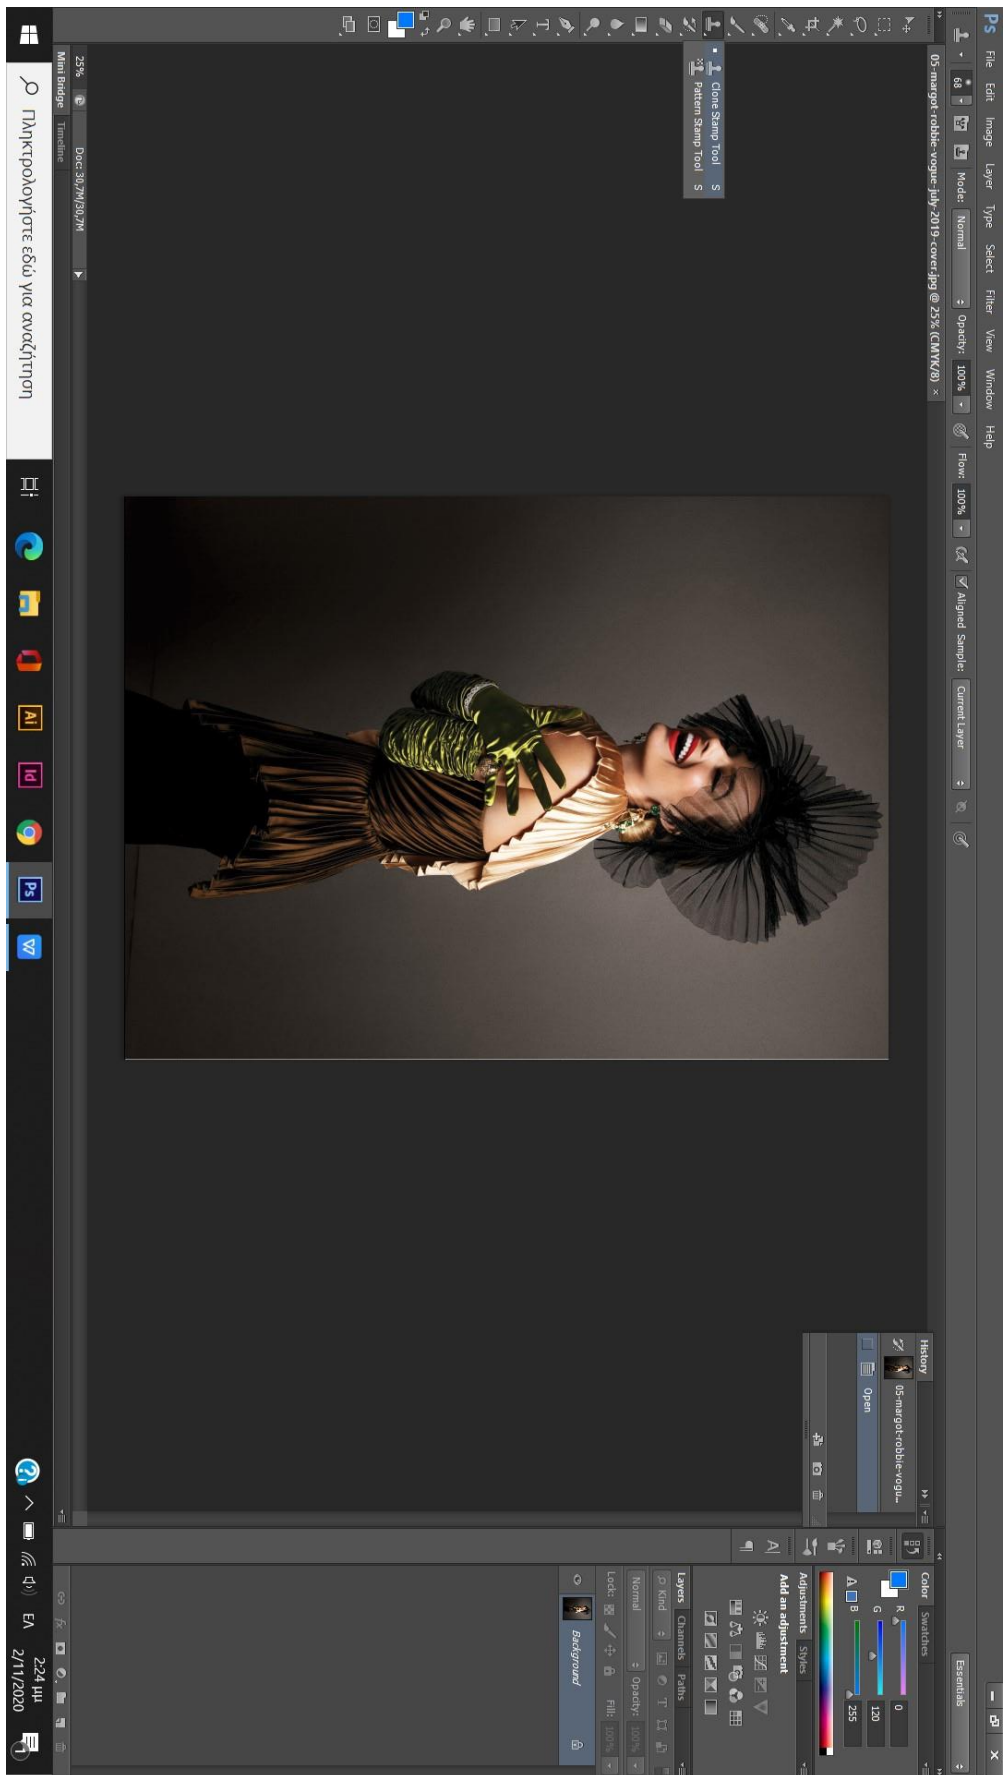 Ps File Edit Image Layer Type Select Filter View Window Help
68 Mode: Normal Opacity: 100% Flow: 100% Aligned Sample: Current Layer Essentials
05-margot-robbie-vogue-july-2019-cover.jpg @ 25% (CMYK/8) ×
Clone Stamp Tool S
Pattern Stamp Tool S
History
05-margot-robbie-vogu...
Open
Color Swatches
R 0
G 120
B 255
Adjustments Styles
Add an adjustment
Layers Channels Paths
Kind
Normal Opacity: 100%
Lock: Fill: 100%
Background
25% Doc: 30,7M/30,7M
Mini Bridge Timeline
Πληκτρολογήστε εδώ για αναζήτηση
Ai
Id
Ps
W
ΕΛ
2:24 μμ
2/11/2020
1